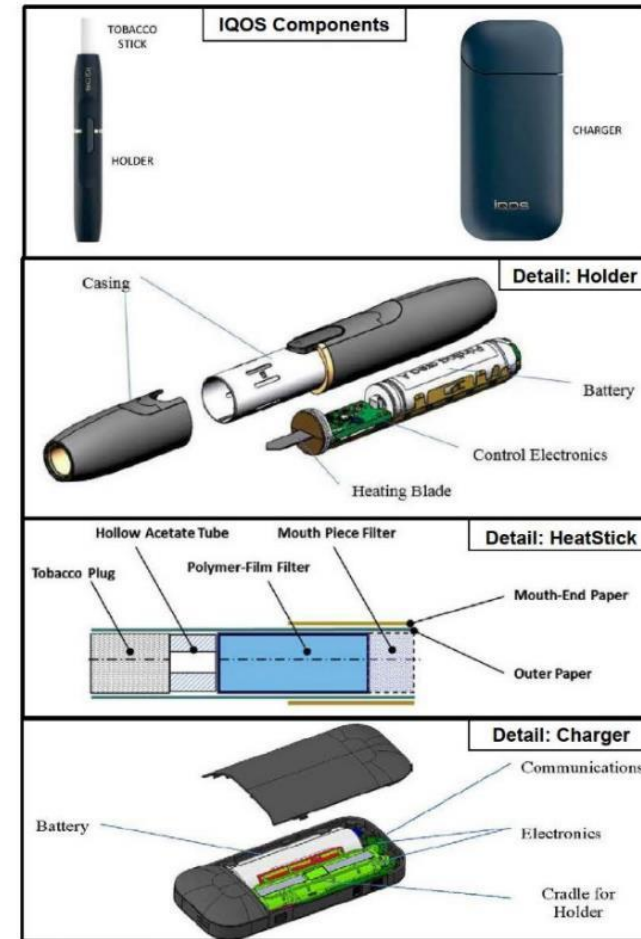 IQOS Components
TOBACCO
STICK
HOLDER
CHARGER
IQOS
Detail: Holder
Casing
Printing area A
Battery
Control Electronics
Heating Blade
Detail: HeatStick
Hollow Acetate Tube
Mouth Piece Filter
Tobacco Plug
Polymer-Film Filter
Mouth-End Paper
Outer Paper
Detail: Charger
Communications
Battery
Electronics
Cradle for
Holder